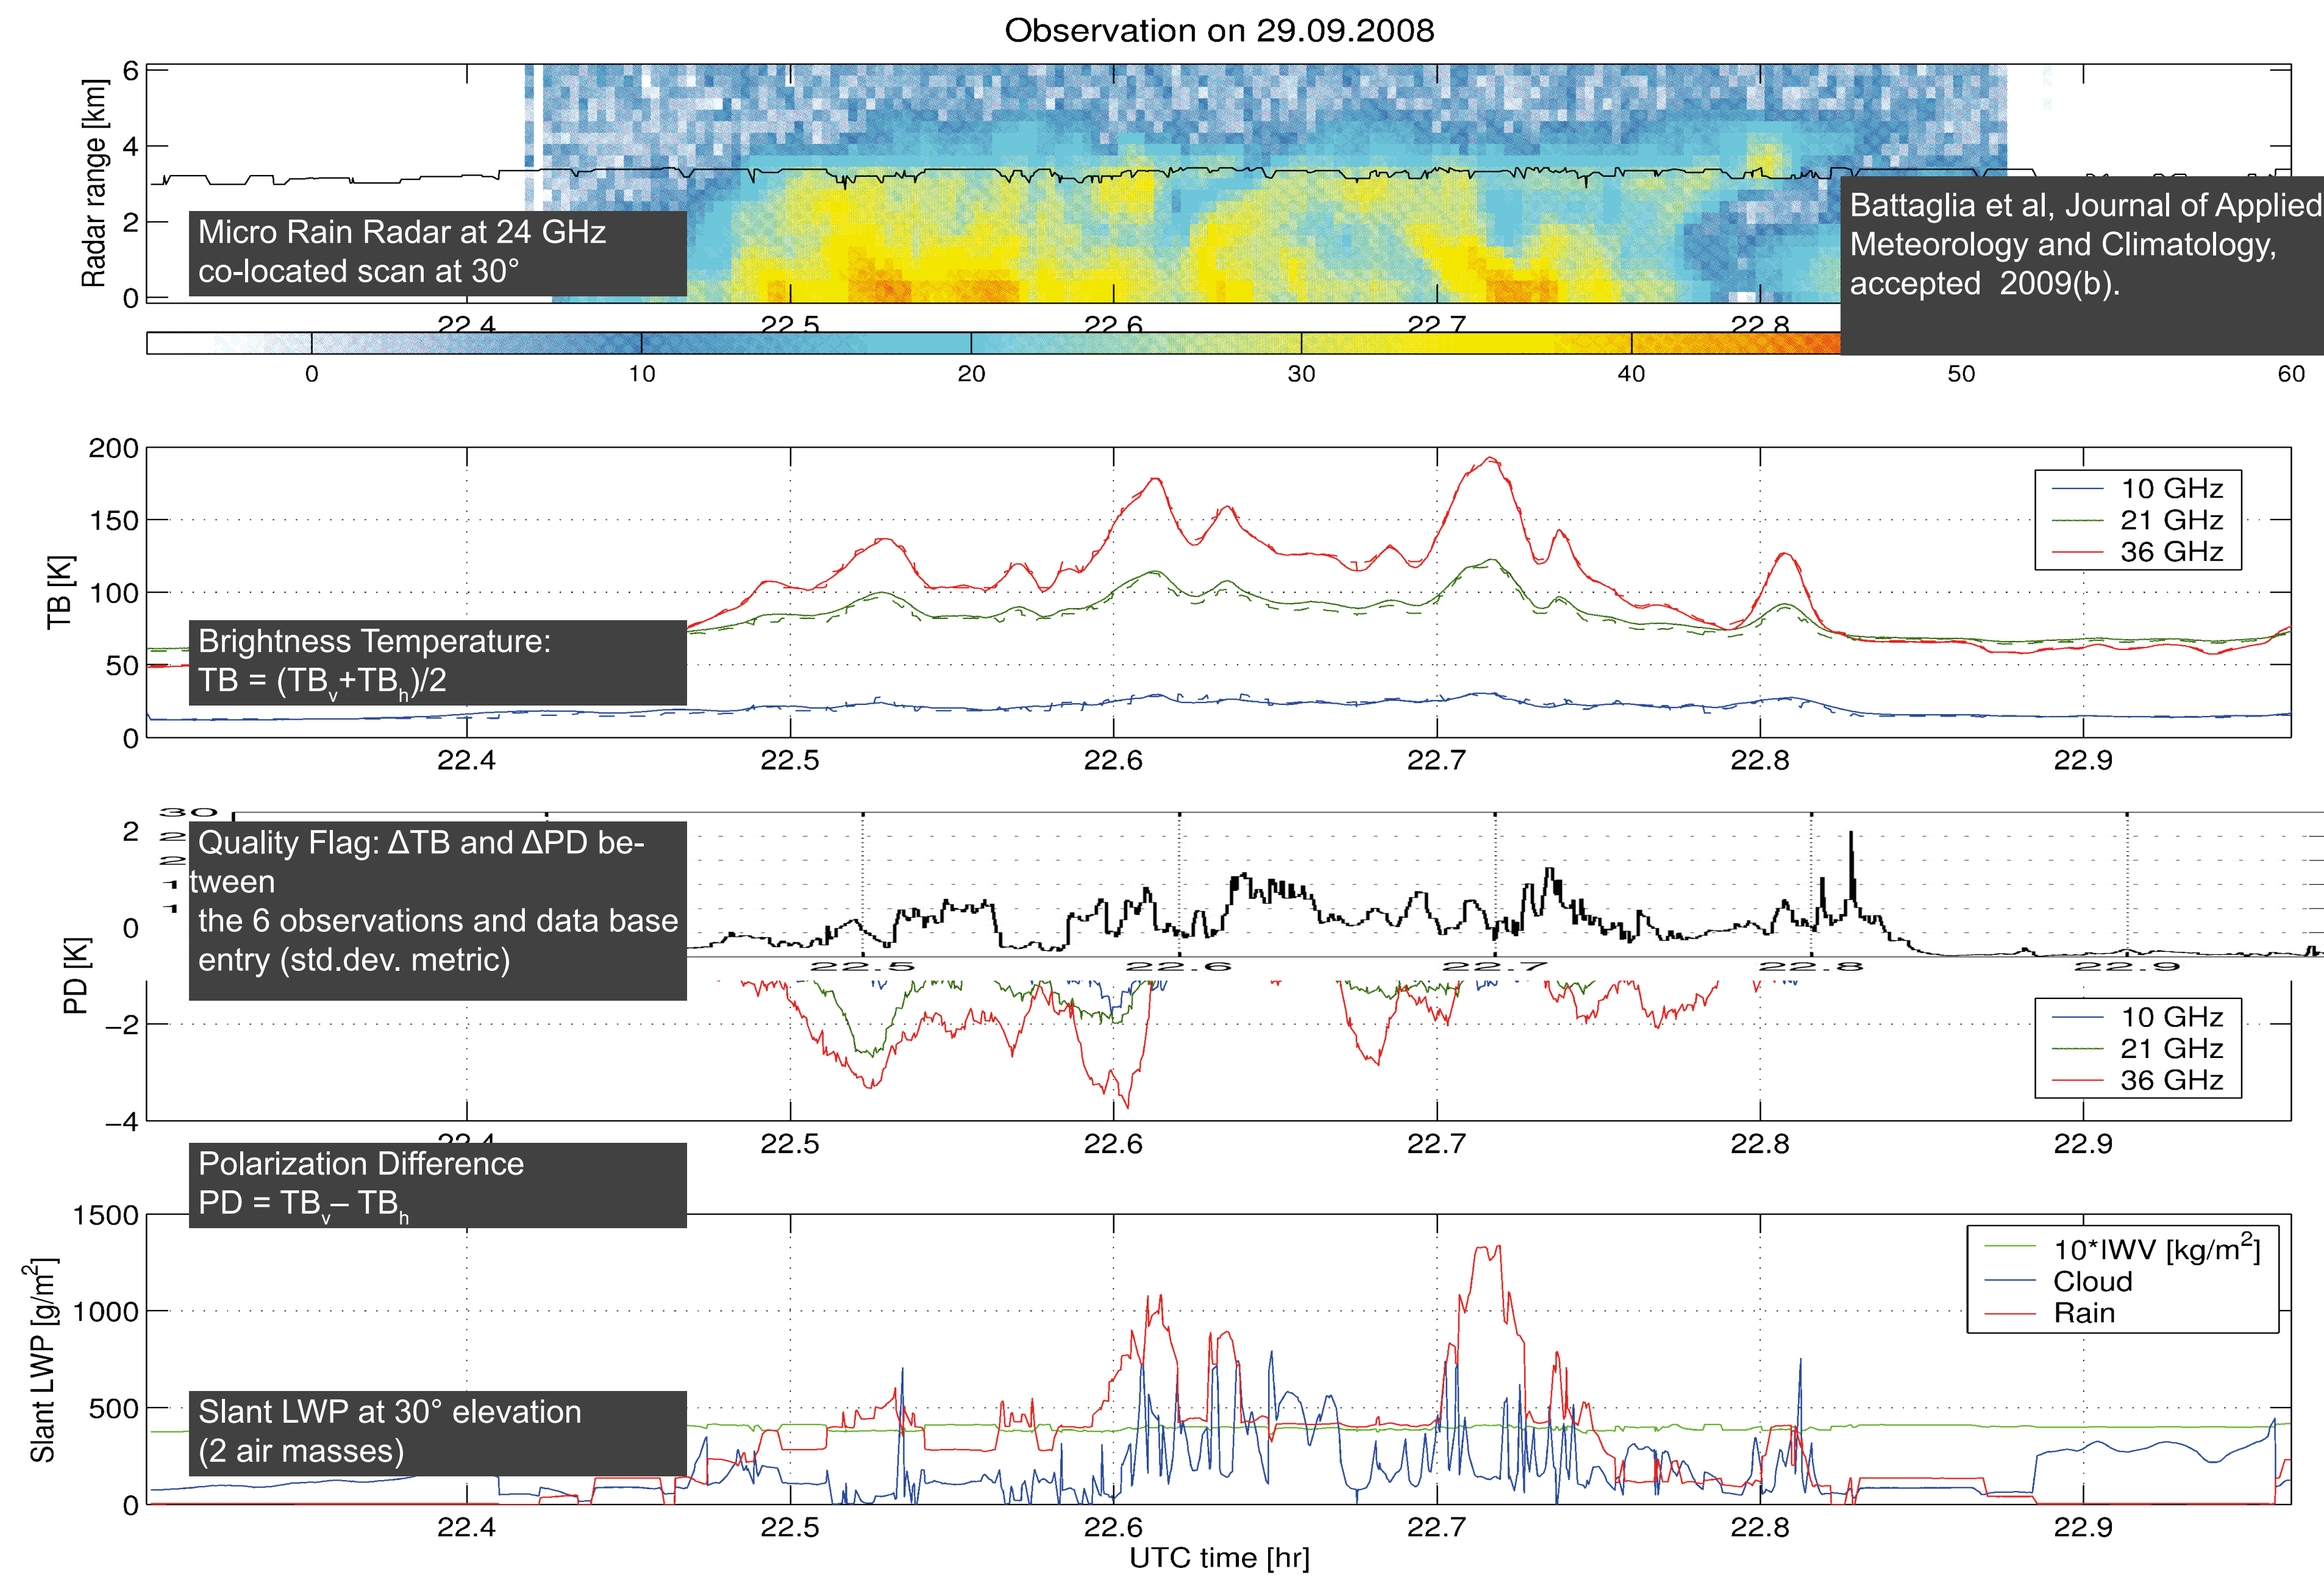 Observation on 29.09.2008
Radar range [km]
6
4
2
0
Micro Rain Radar at 24 GHz
co-located scan at 30°
Battaglia et al, Journal of Applied
Meteorology and Climatology,
accepted 2009(b).
22.4 22.5 22.6 22.7 22.8
0 10 20 30 40 50 60
TB [K]
200
150
100
50
0
10 GHz
21 GHz
36 GHz
Brightness Temperature:
TB = (TBv+TBh)/2
22.4 22.5 22.6 22.7 22.8 22.9
30
Quality Flag: ΔTB and ΔPD be-
tween
the 6 observations and data base
entry (std.dev. metric)
22.5 22.6 22.7 22.8 22.9
PD [K]
2
0
−2
−4
10 GHz
21 GHz
36 GHz
22.4 22.5 22.6 22.7 22.8 22.9
Polarization Difference
PD = TBv– TBh
Slant LWP [g/m2]
1500
1000
500
0
10*IWV [kg/m2]
Cloud
Rain
Slant LWP at 30° elevation
(2 air masses)
22.4 22.5 22.6 22.7 22.8 22.9
UTC time [hr]